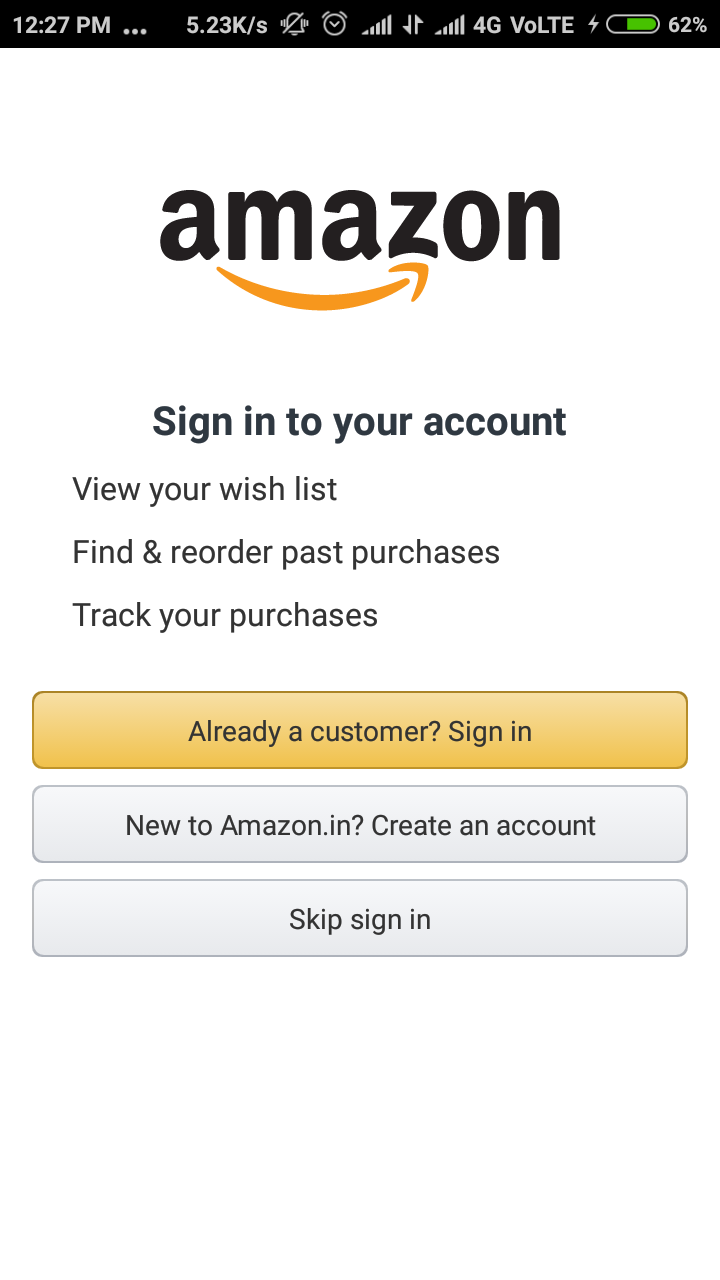 12:27 PM ... 5.23K/s 4G VoLTE 62%
amazon
Sign in to your account
View your wish list
Find & reorder past purchases
Track your purchases
Already a customer? Sign in
New to Amazon.in? Create an account
Skip sign in